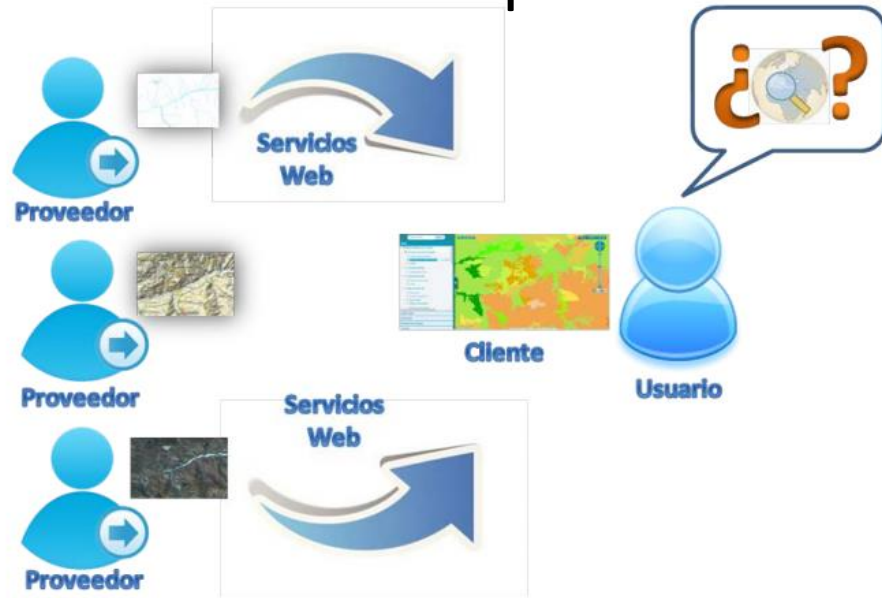 Servicios
Web
Proveedor
¿ ?
Proveedor
Cliente
Usuario
Servicios
Web
Proveedor